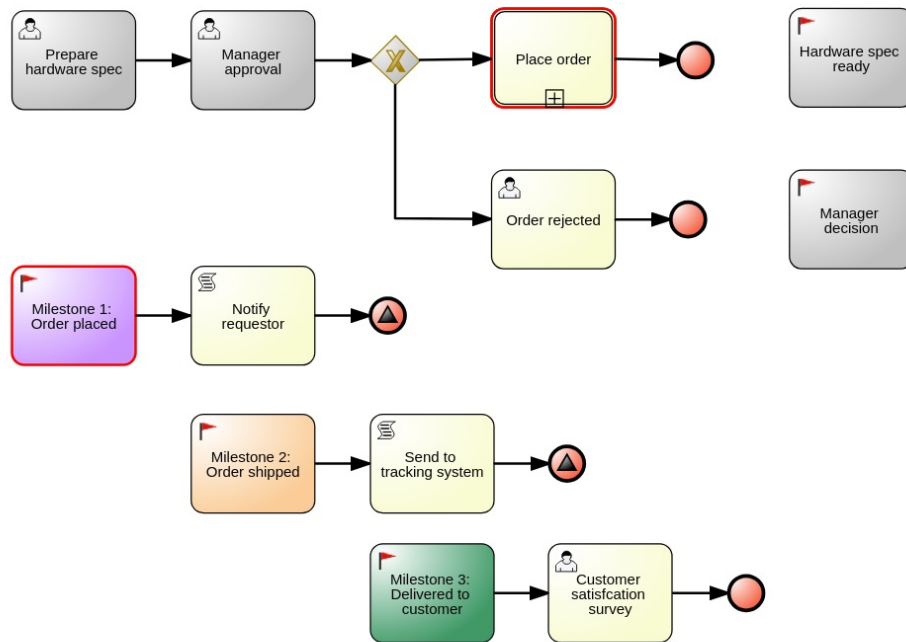 Prepare
hardware spec
Manager
approval
X
Place order
Hardware spec
ready
Order rejected
Manager
decision
Milestone 1:
Order placed
Notify
requestor
Milestone 2:
Order shipped
Send to
tracking system
Milestone 3:
Delivered to
customer
Customer
satisfcation
survey